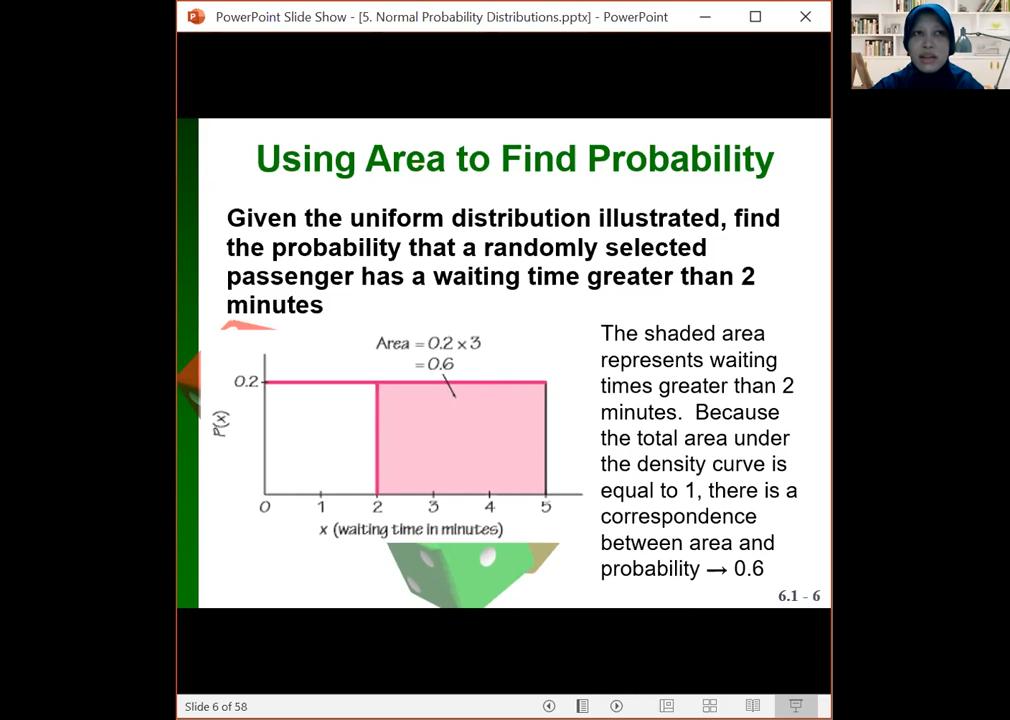 PowerPoint Slide Show - [5. Normal Probability Distributions.pptx] - PowerPoint
Using Area to Find Probability
Given the uniform distribution illustrated, find
the probability that a randomly selected
passenger has a waiting time greater than 2
minutes
Area = 0.2 x 3
= 0.6
0.2
P(x)
0 1 2 3 4 5
x (waiting time in minutes)
The shaded area
represents waiting
times greater than 2
minutes. Because
the total area under
the density curve is
equal to 1, there is a
correspondence
between area and
probability → 0.6
6.1 - 6
Slide 6 of 58